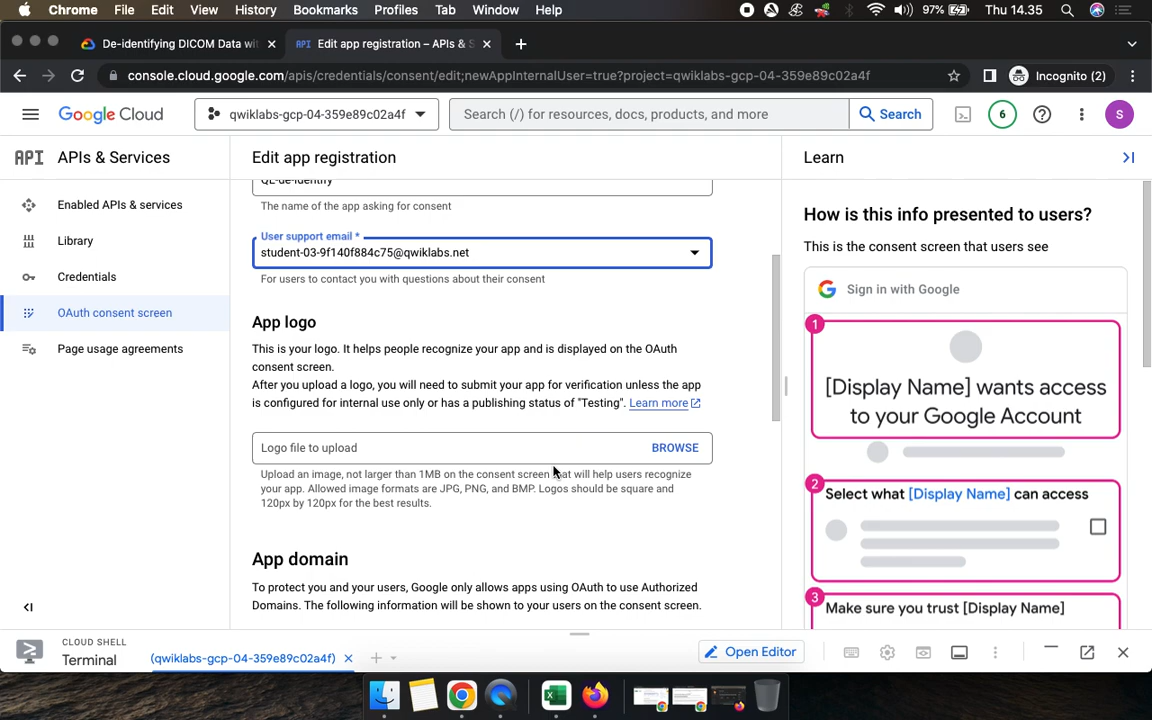 Chrome File Edit View History Bookmarks Profiles Tab Window Help 97% Thu 14.35
De-identifying DICOM Data wit
API Edit app registration – APIs & S
console.cloud.google.com/apis/credentials/consent/edit;newAppInternalUser=true?project=qwiklabs-gcp-04-359e89c02a4f
Incognito (2)
Google Cloud
qwiklabs-gcp-04-359e89c02a4f
Search (/) for resources, docs, products, and more
Search
6
S
API APIs & Services
Enabled APIs & services
Library
Credentials
OAuth consent screen
Page usage agreements
Edit app registration
QL-de-identify
The name of the app asking for consent
User support email *
student-03-9f140f884c75@qwiklabs.net
For users to contact you with questions about their consent
App logo
This is your logo. It helps people recognize your app and is displayed on the OAuth
consent screen.
After you upload a logo, you will need to submit your app for verification unless the app
is configured for internal use only or has a publishing status of "Testing". Learn more
Logo file to upload BROWSE
Upload an image, not larger than 1MB on the consent screen that will help users recognize
your app. Allowed image formats are JPG, PNG, and BMP. Logos should be square and
120px by 120px for the best results.
App domain
To protect you and your users, Google only allows apps using OAuth to use Authorized
Domains. The following information will be shown to your users on the consent screen.
Learn
How is this info presented to users?
This is the consent screen that users see
Sign in with Google
1
[Display Name] wants access
to your Google Account
2
Select what [Display Name] can access
3
Make sure you trust [Display Name]
CLOUD SHELL
Terminal
(qwiklabs-gcp-04-359e89c02a4f)
Open Editor